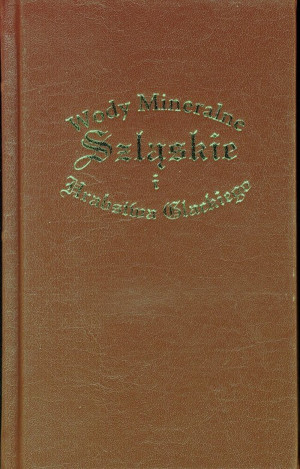 Wody Mineralne
Szląskie
i
Hrabstwa Glackiego